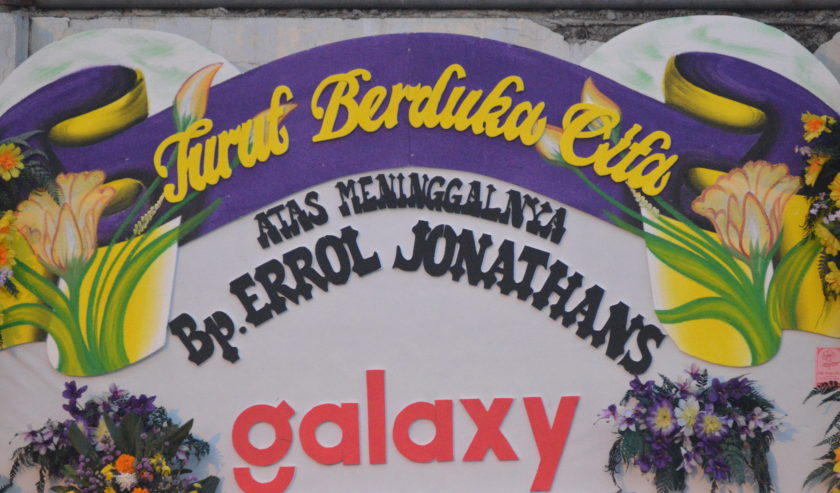 Turut Berduka Cita
ATAS MENINGGALNYA
Bp. ERROL JONATHANS
galaxy